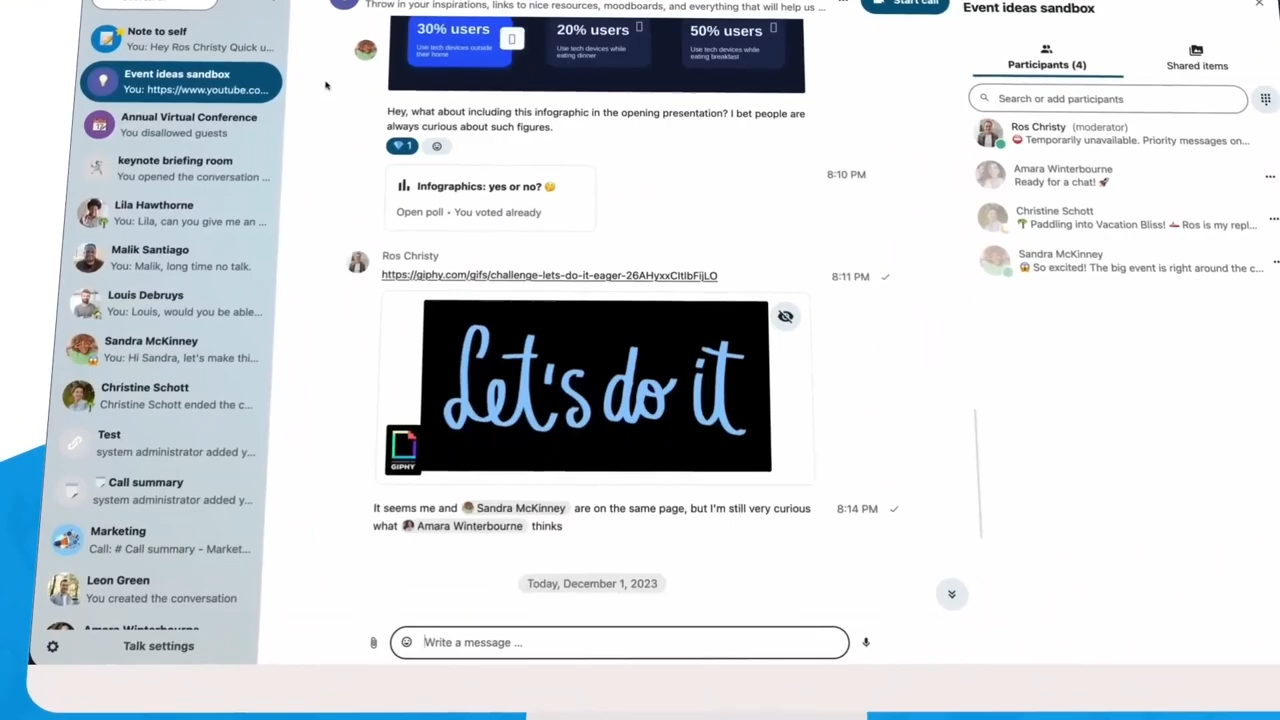 Throw in your inspirations, links to nice resources, moodboards, and everything that will help us ...
Start call
Event ideas sandbox
Note to self
You: Hey Ros Christy Quick u...
Event ideas sandbox
You: https://www.youtube.co...
Annual Virtual Conference
You disallowed guests
keynote briefing room
You opened the conversation ...
Lila Hawthorne
You: Lila, can you give me an ...
Malik Santiago
You: Malik, long time no talk.
Louis Debruys
You: Louis, would you be able...
Sandra McKinney
You: Hi Sandra, let's make thi...
Christine Schott
Christine Schott ended the c...
Test
system administrator added y...
Call summary
system administrator added y...
Marketing
Call: # Call summary - Market...
Leon Green
You created the conversation
Amara Winterbourne
Talk settings
30% users
Use tech devices outside
their home
20% users
Use tech devices while
eating dinner
50% users
Use tech devices while
eating breakfast
Hey, what about including this infographic in the opening presentation? I bet people are
always curious about such figures.
💎 1
8:10 PM
Infographics: yes or no? 🤔
Open poll • You voted already
Ros Christy
https://giphy.com/gifs/challenge-lets-do-it-eager-26AHyxxCltlbFijLO
8:11 PM
Let's do it
GIPHY
It seems me and Sandra McKinney are on the same page, but I'm still very curious
what Amara Winterbourne thinks
8:14 PM
Today, December 1, 2023
Write a message ...
Participants (4)
Shared items
Search or add participants
Ros Christy (moderator)
⛔ Temporarily unavailable. Priority messages on...
Amara Winterbourne
Ready for a chat! 🚀
Christine Schott
🌴 Paddling into Vacation Bliss! 🛶 Ros is my repl...
Sandra McKinney
😱 So excited! The big event is right around the c...